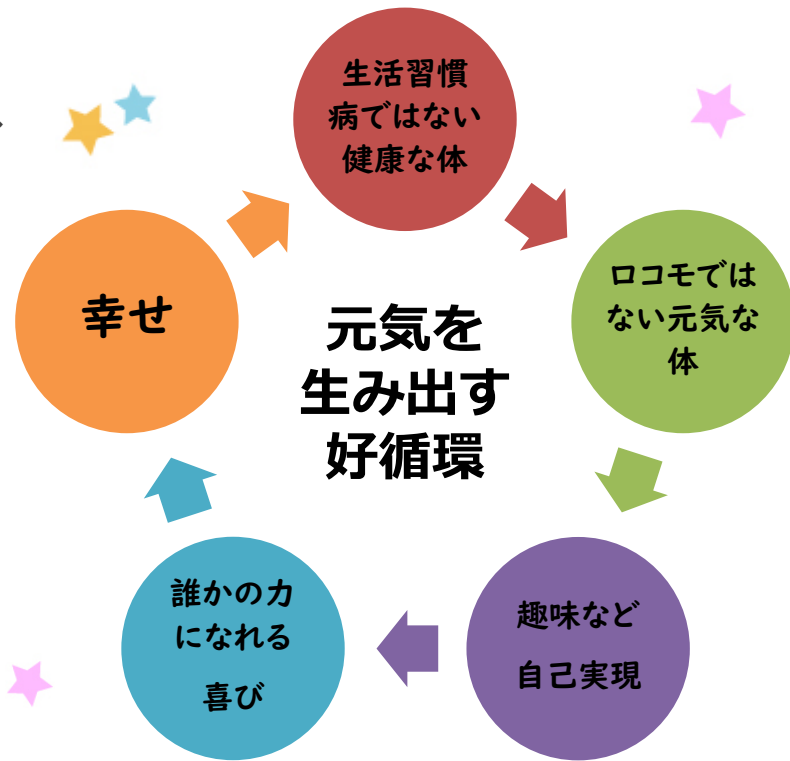 生活習慣
病ではない
健康な体
ロコモでは
ない元気な
体
趣味など
自己実現
誰かの力
になれる
喜び
幸せ
元気を
生み出す
好循環